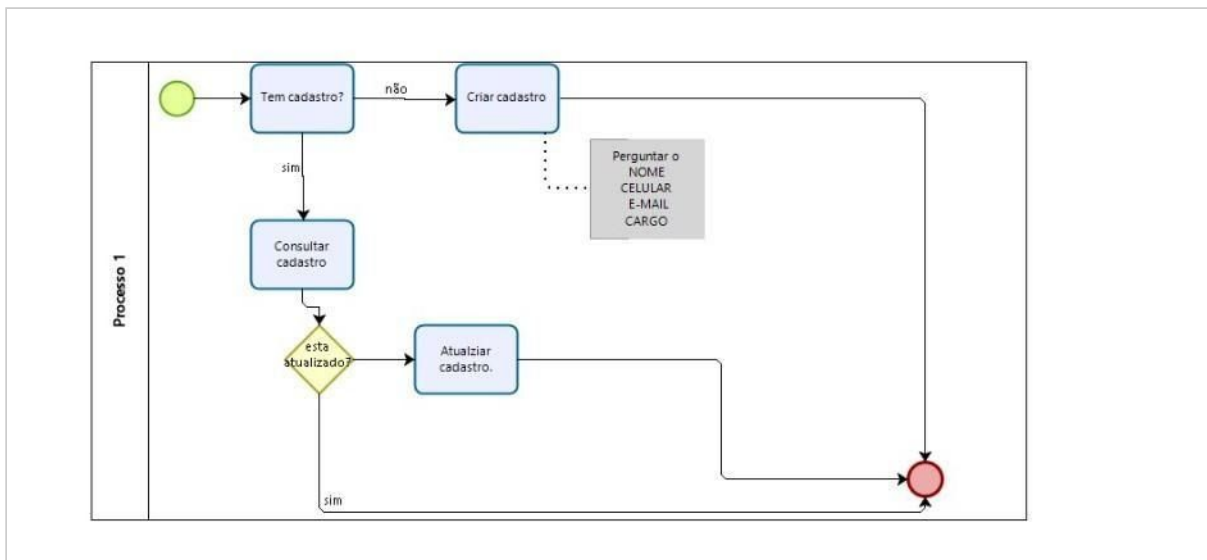 Processo 1
Tem cadastro?
não
Criar cadastro
Perguntar o
NOME
CELULAR
E-MAIL
CARGO
sim
Consultar
cadastro
esta
atualizado?
Atualziar
cadastro.
sim